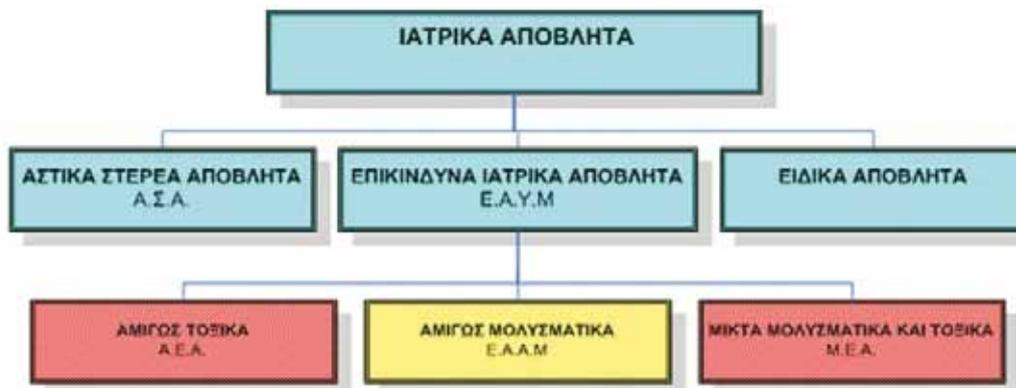 ΙΑΤΡΙΚΑ ΑΠΟΒΛΗΤΑ
ΑΣΤΙΚΑ ΣΤΕΡΕΑ ΑΠΟΒΛΗΤΑ
Α.Σ.Α.
ΕΠΙΚΙΝΔΥΝΑ ΙΑΤΡΙΚΑ ΑΠΟΒΛΗΤΑ
Ε.Α.Υ.Μ
ΕΙΔΙΚΑ ΑΠΟΒΛΗΤΑ
ΑΜΙΓΩΣ ΤΟΞΙΚΑ
Α.Ε.Α.
ΑΜΙΓΩΣ ΜΟΛΥΣΜΑΤΙΚΑ
Ε.Α.Α.Μ
ΜΙΚΤΑ ΜΟΛΥΣΜΑΤΙΚΑ ΚΑΙ ΤΟΞΙΚΑ
Μ.Ε.Α.